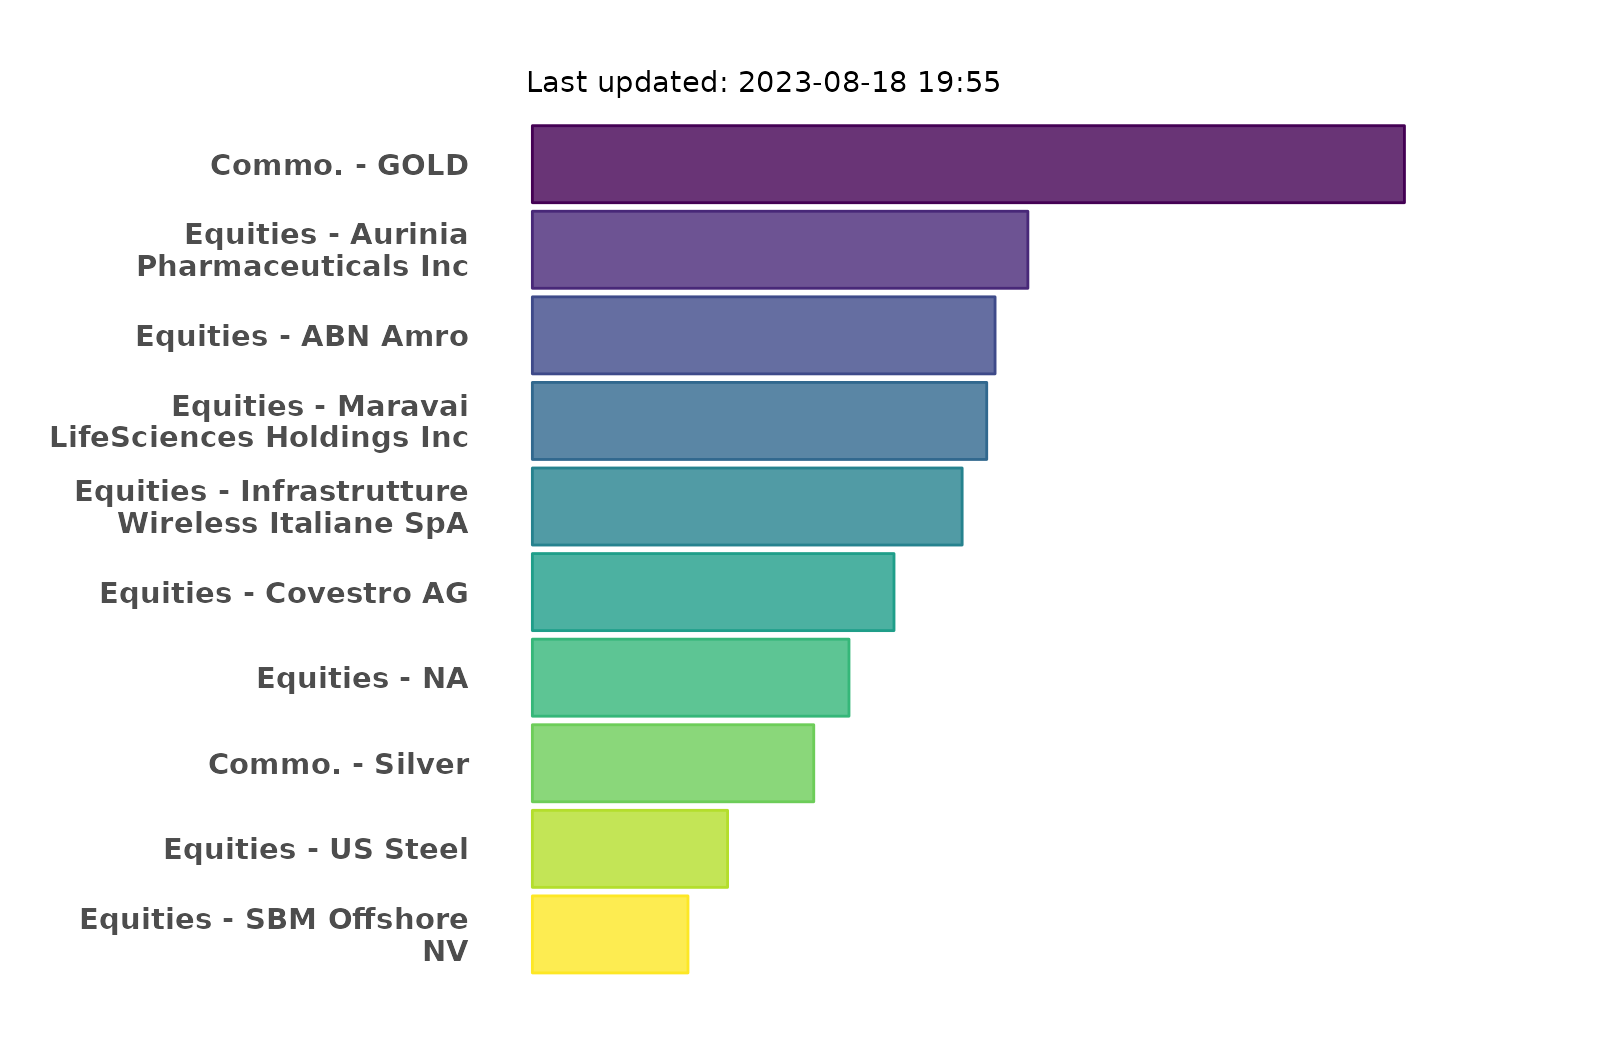 Last updated: 2023-08-18 19:55
Commo. - GOLD
Equities - Aurinia
Pharmaceuticals Inc
Equities - ABN Amro
Equities - Maravai
LifeSciences Holdings Inc
Equities - Infrastrutture
Wireless Italiane SpA
Equities - Covestro AG
Equities - NA
Commo. - Silver
Equities - US Steel
Equities - SBM Offshore
NV